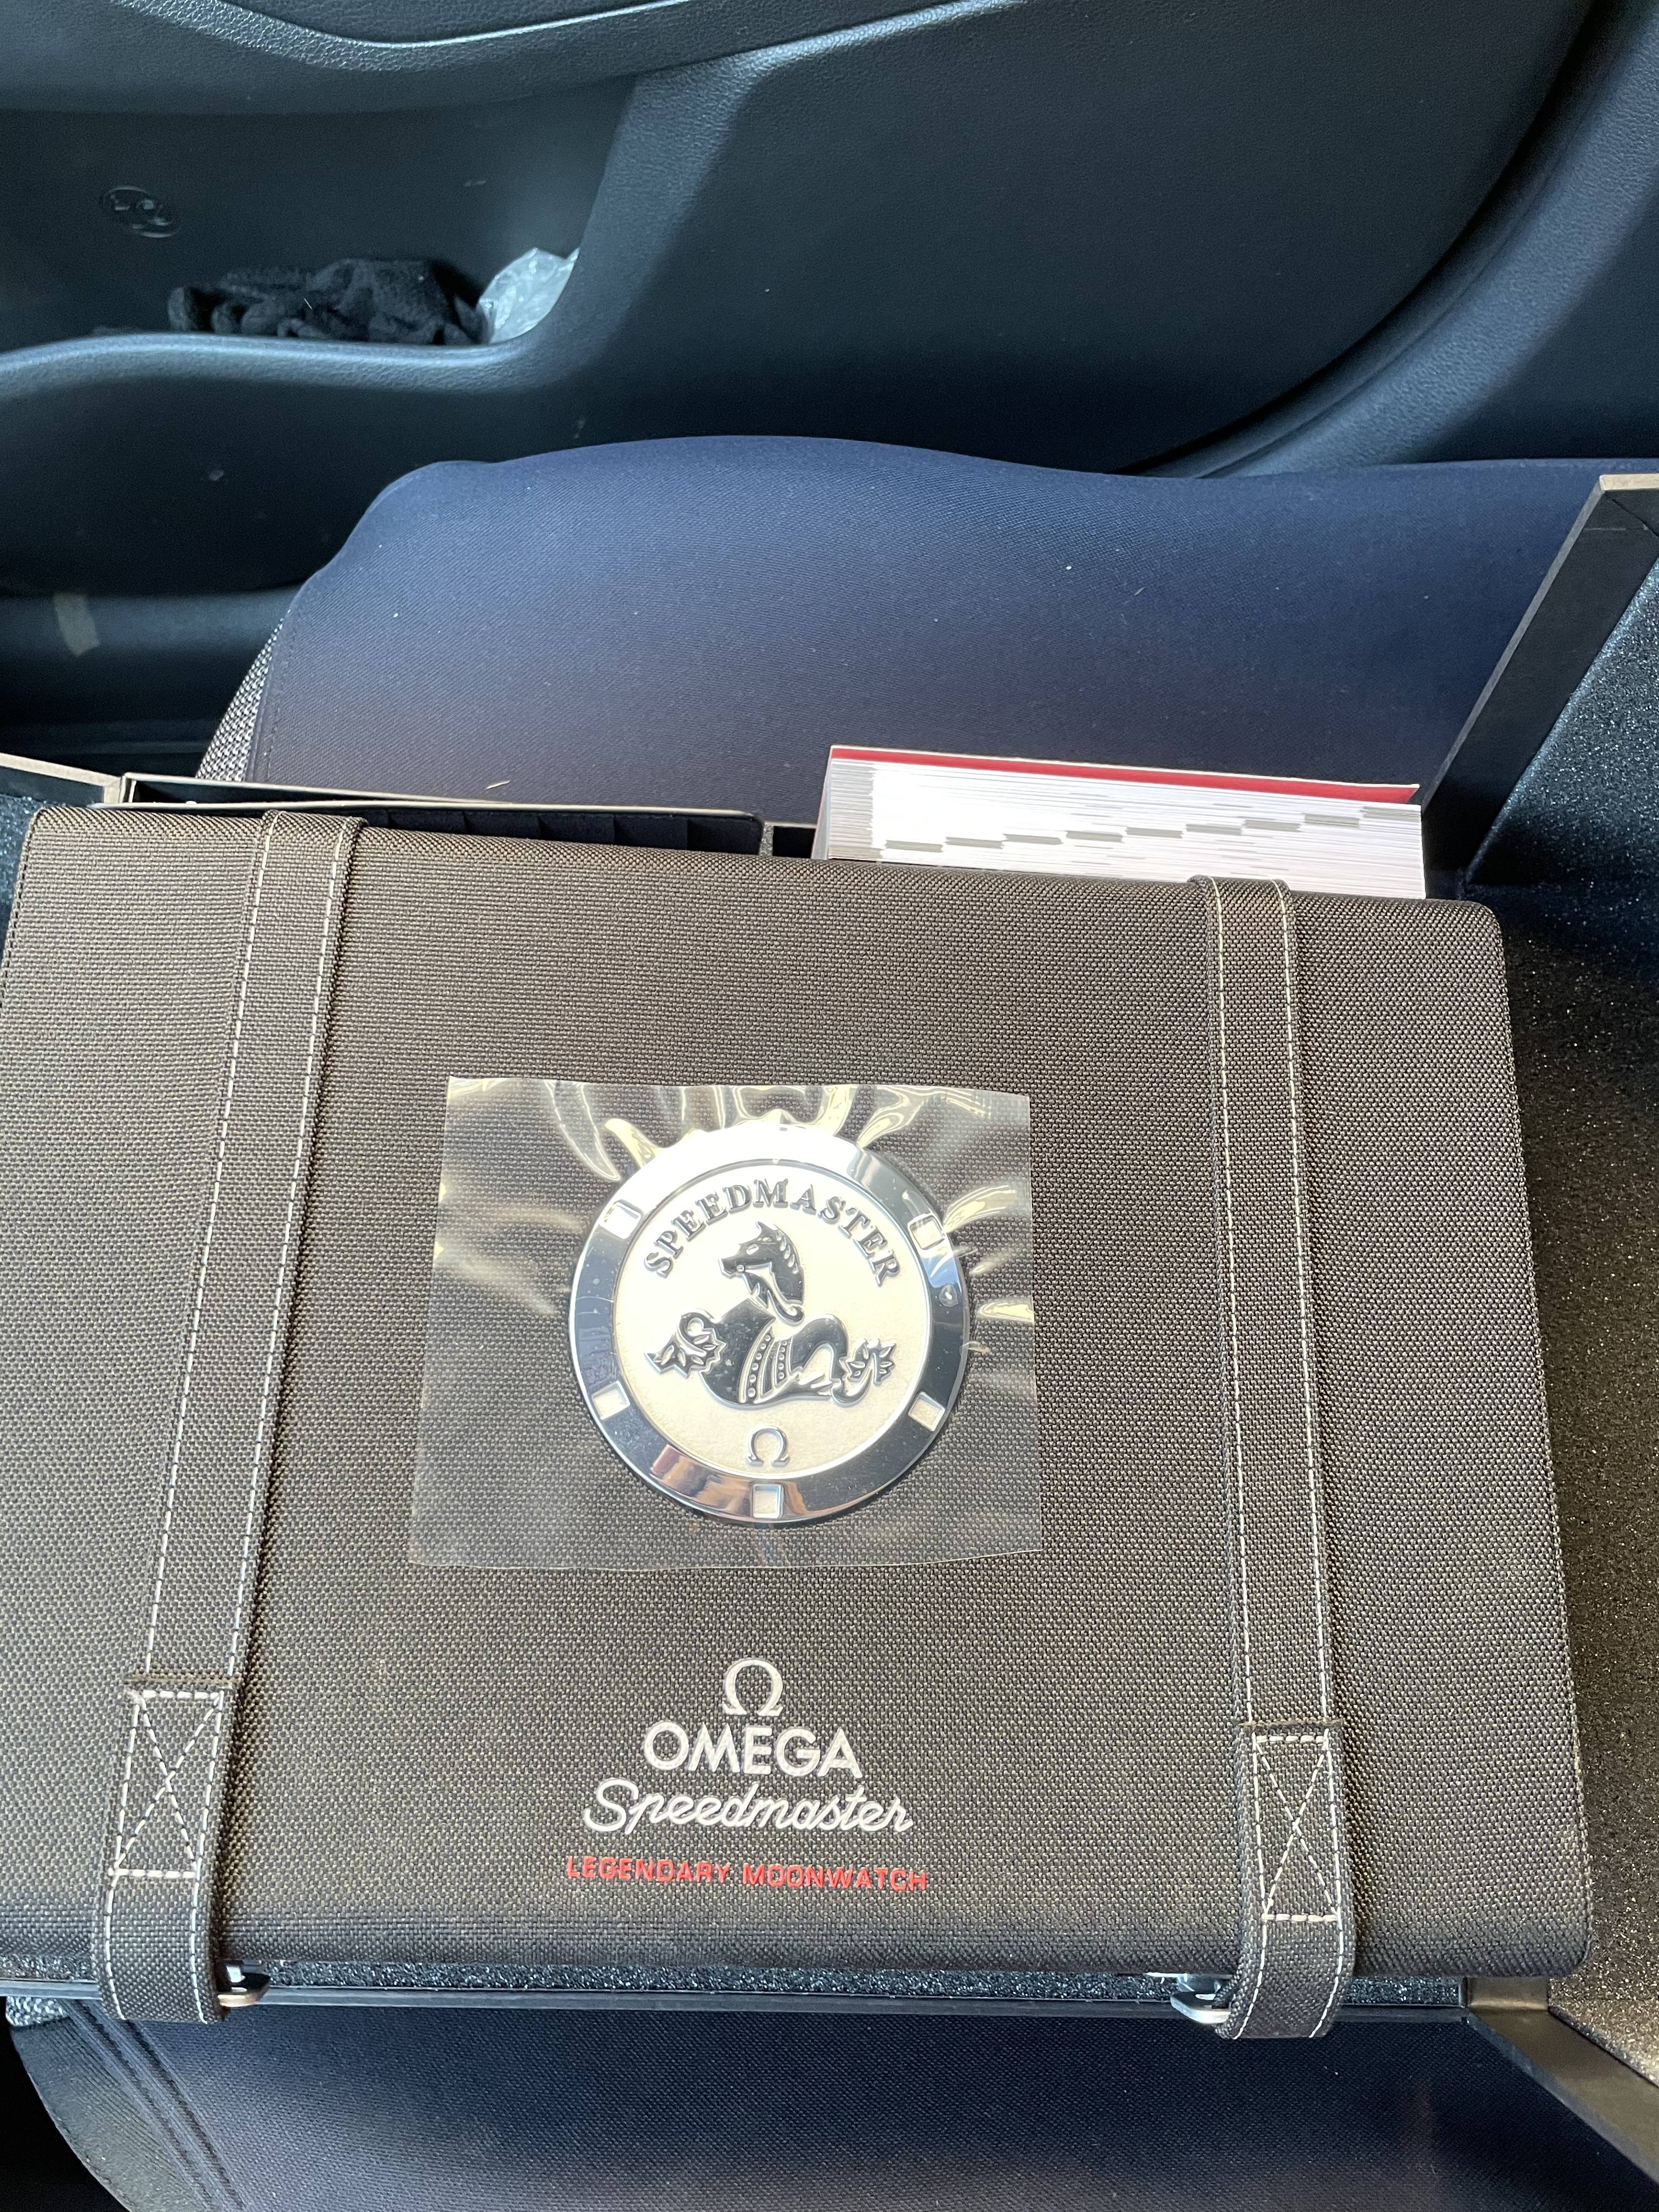 SPEEDMASTER
Ω
Ω
OMEGA
Speedmaster
LEGENDARY MOONWATCH